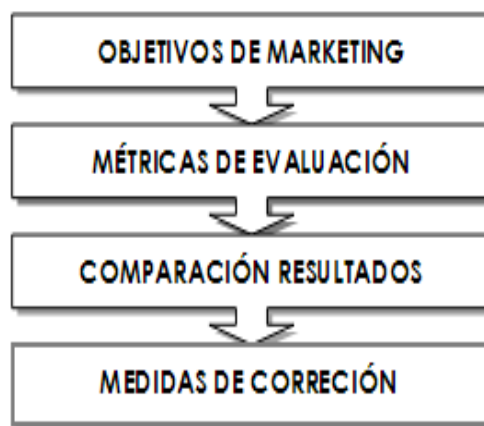 OBJETIVOS DE MARKETING
MÉTRICAS DE EVALUACIÓN
COMPARACIÓN RESULTADOS
MEDIDAS DE CORRECIÓN